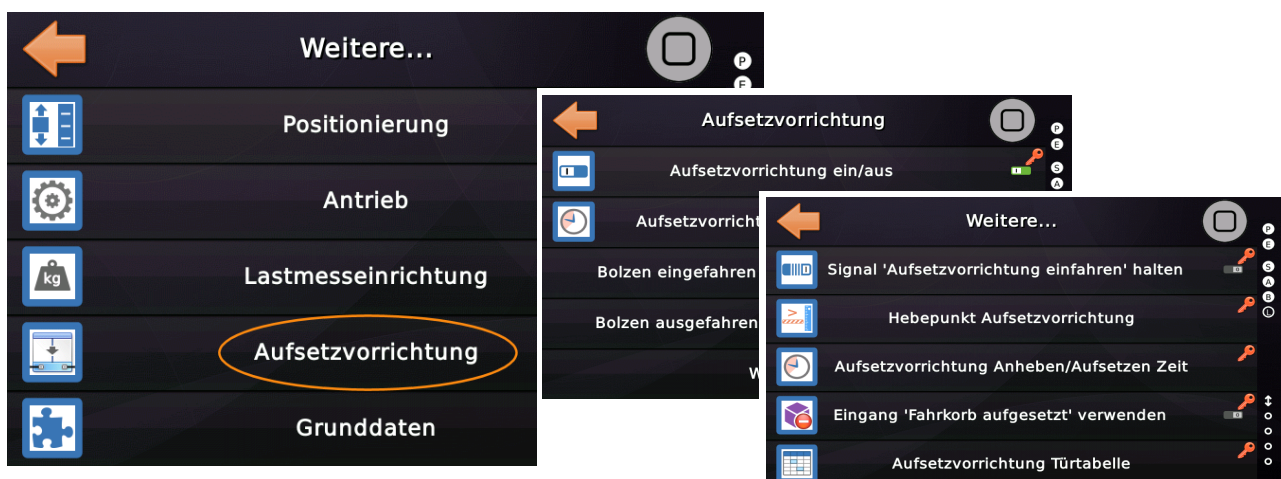 Weitere...
P
E
Positionierung
Antrieb
kg
Lastmesseinrichtung
Aufsetzvorrichtung
Grunddaten
Aufsetzvorrichtung
P
E
S
A
Aufsetzvorrichtung ein/aus
Bolzen eingefahren
Bolzen ausgefahren
Weitere...
P
E
S
A
B
L
Signal 'Aufsetzvorrichtung einfahren' halten
Hebepunkt Aufsetzvorrichtung
Aufsetzvorrichtung Anheben/Aufsetzen Zeit
Eingang 'Fahrkorb aufgesetzt' verwenden
Aufsetzvorrichtung Türtabelle